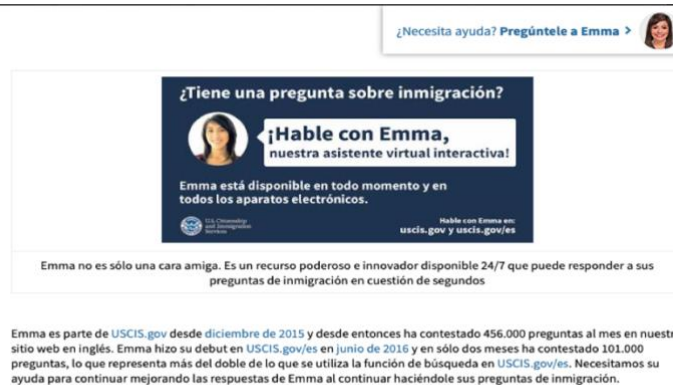 ¿Necesita ayuda? Pregúntele a Emma >
¿Tiene una pregunta sobre inmigración?
¡Hable con Emma,
nuestra asistente virtual interactiva!
Emma está disponible en todo momento y en
todos los aparatos electrónicos.
U.S. Citizenship
and Immigration
Services
Hable con Emma en:
uscis.gov y uscis.gov/es
Emma no es sólo una cara amiga. Es un recurso poderoso e innovador disponible 24/7 que puede responder a sus
preguntas de inmigración en cuestión de segundos
Emma es parte de USCIS.gov desde diciembre de 2015 y desde entonces ha contestado 456.000 preguntas al mes en nuestr
sitio web en inglés. Emma hizo su debut en USCIS.gov/es en junio de 2016 y en sólo dos meses ha contestado 101.000
preguntas, lo que representa más del doble de lo que se utiliza la función de búsqueda en USCIS.gov/es. Necesitamos su
ayuda para continuar mejorando las respuestas de Emma al continuar haciéndole sus preguntas de inmigración.